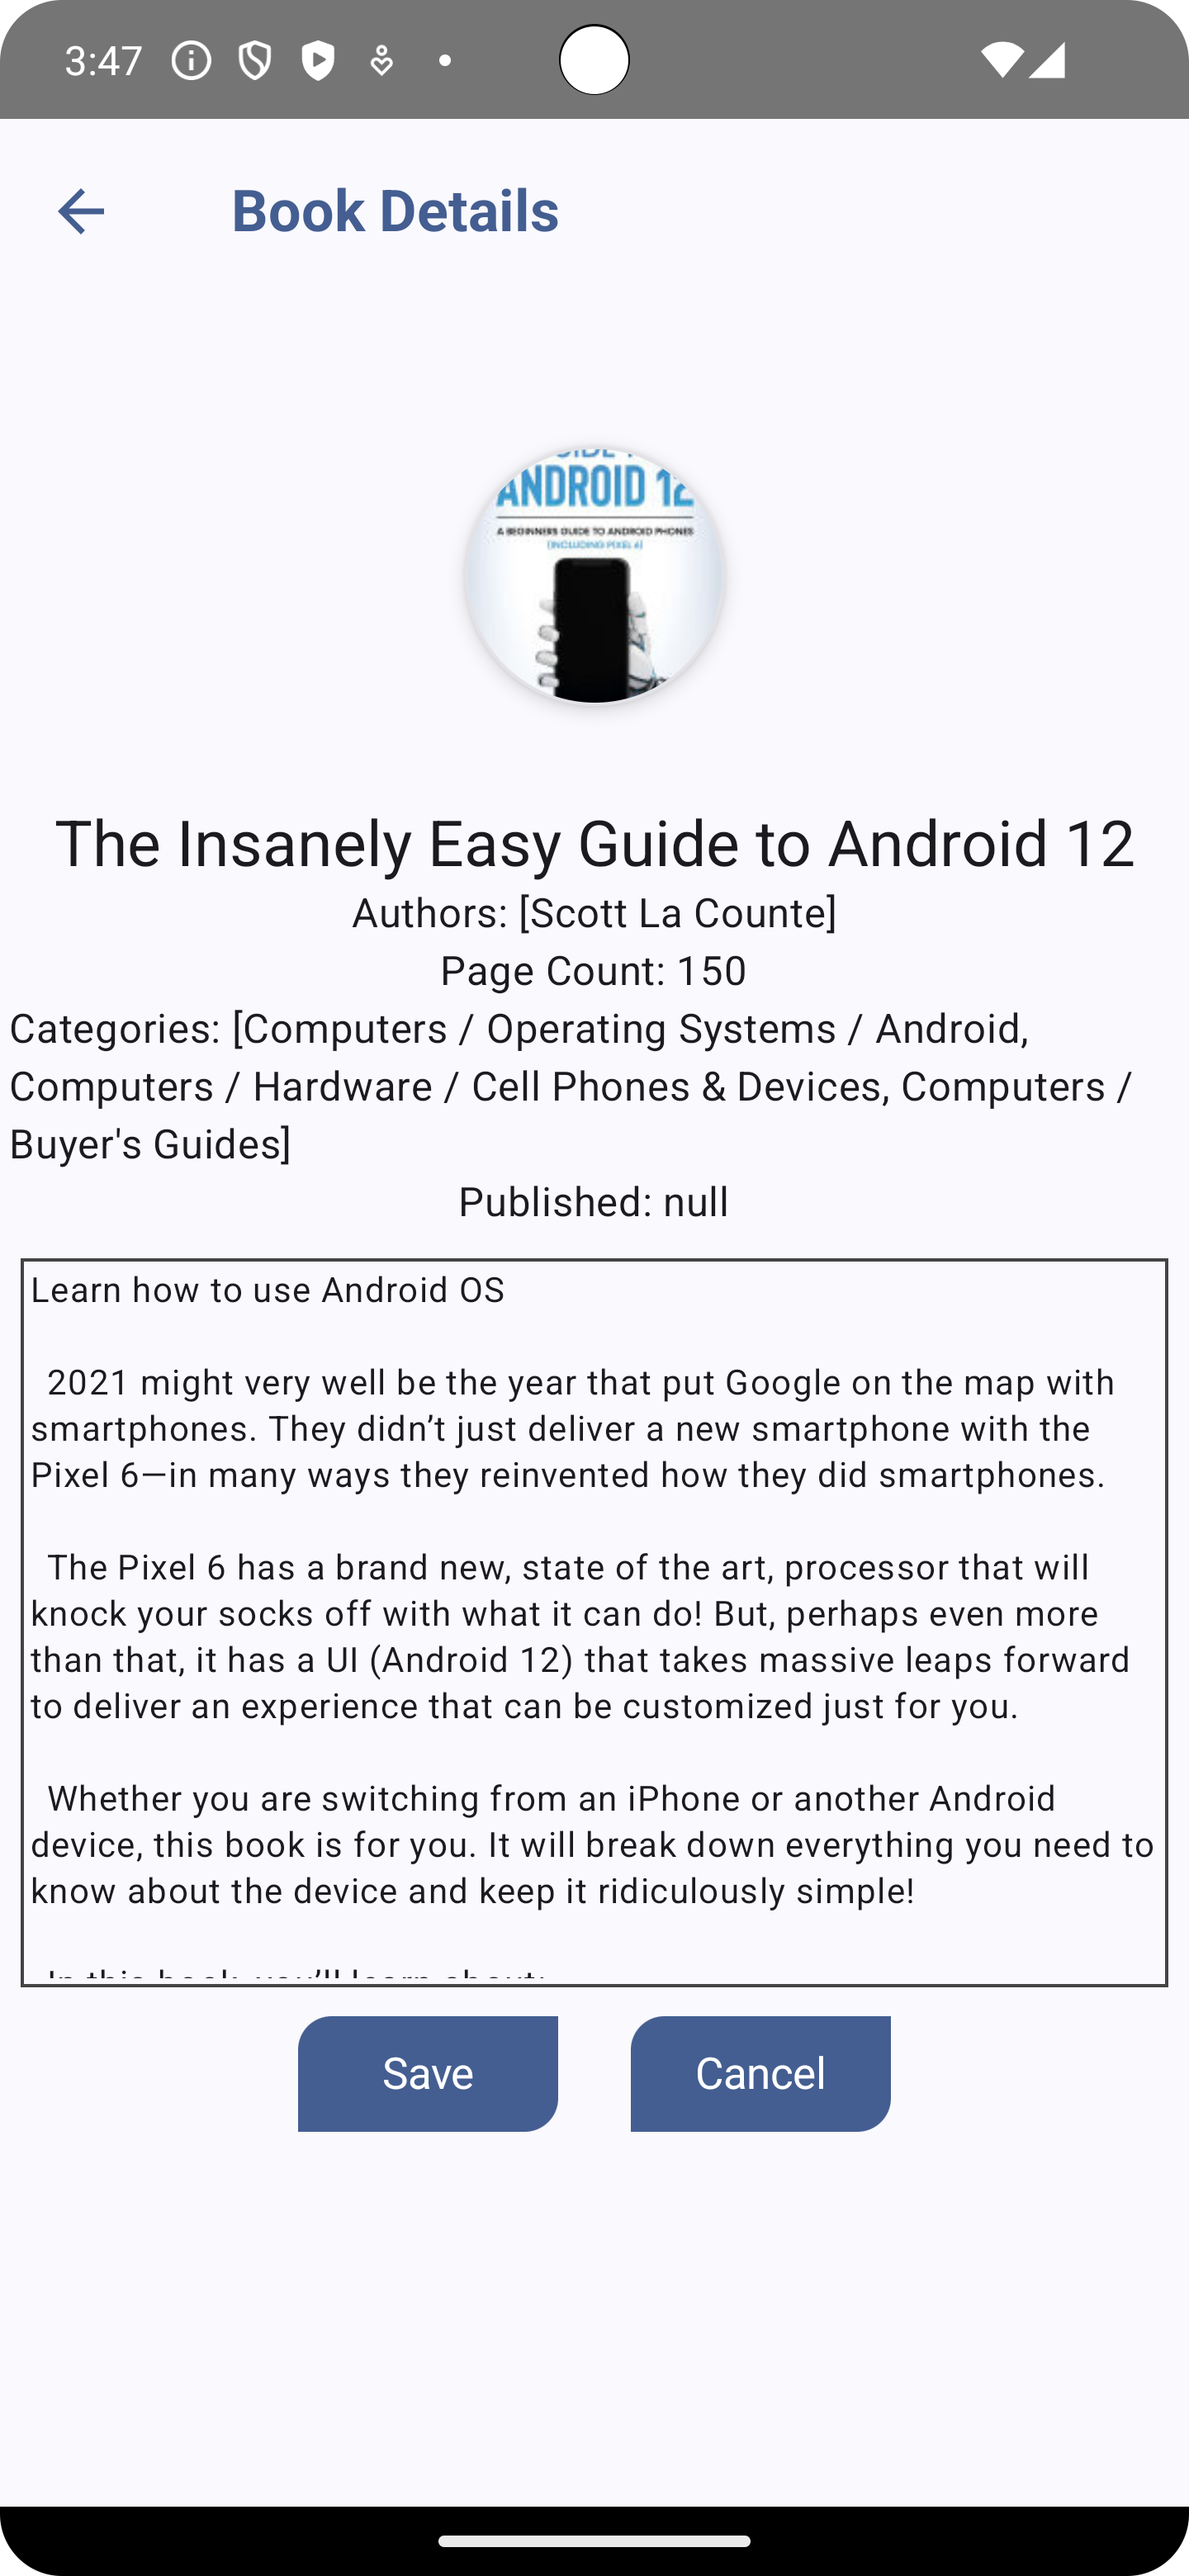 3:47
Book Details
ANDROID 12
A BEGINNERS GUIDE TO ANDROID PHONES
(INCLUDING PIXEL 6)
The Insanely Easy Guide to Android 12
Authors: [Scott La Counte]
Page Count: 150
Categories: [Computers / Operating Systems / Android,
Computers / Hardware / Cell Phones & Devices, Computers /
Buyer's Guides]
Published: null
Learn how to use Android OS
2021 might very well be the year that put Google on the map with
smartphones. They didn’t just deliver a new smartphone with the
Pixel 6—in many ways they reinvented how they did smartphones.
The Pixel 6 has a brand new, state of the art, processor that will
knock your socks off with what it can do! But, perhaps even more
than that, it has a UI (Android 12) that takes massive leaps forward
to deliver an experience that can be customized just for you.
Whether you are switching from an iPhone or another Android
device, this book is for you. It will break down everything you need to
know about the device and keep it ridiculously simple!
In this book, you’ll learn about:
Save
Cancel